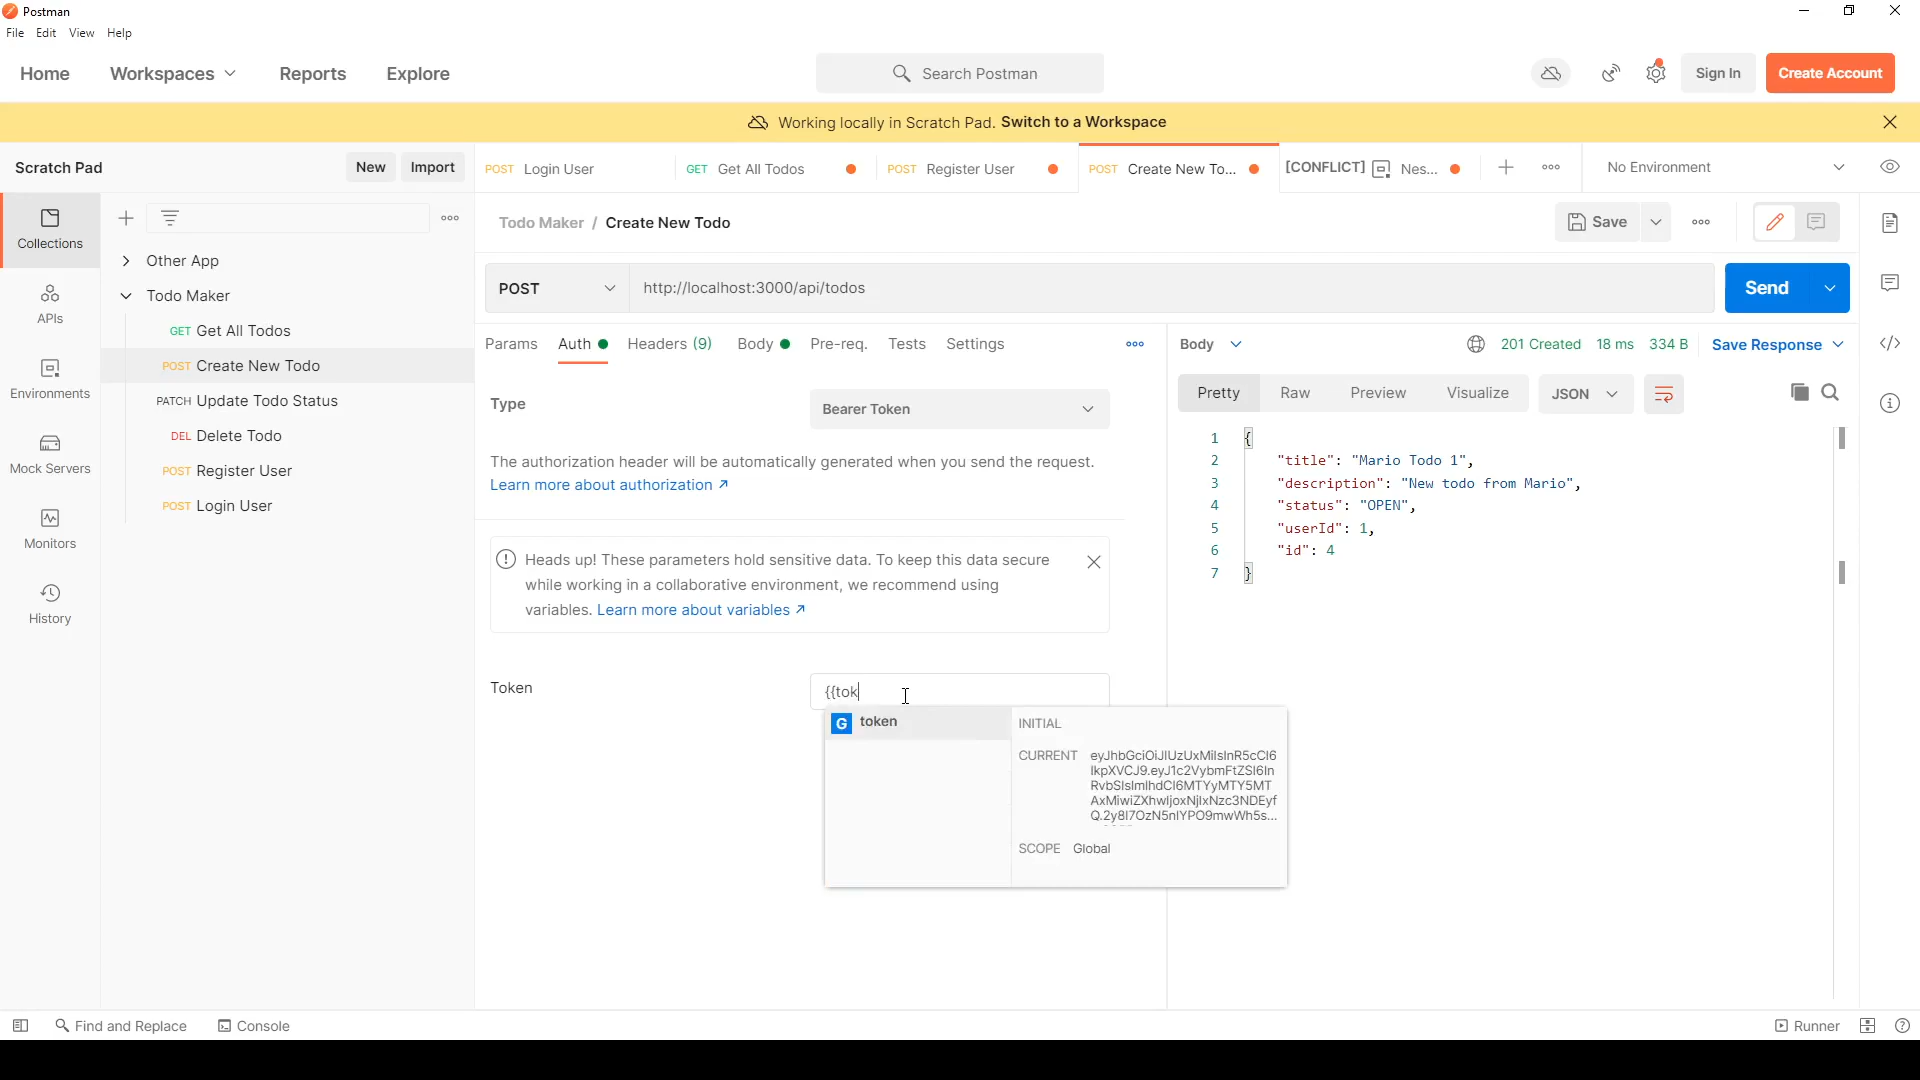 Postman
File Edit View Help
Home Workspaces Reports Explore Search Postman Sign In Create Account
Working locally in Scratch Pad. Switch to a Workspace
Scratch Pad New Import
POST Login User GET Get All Todos POST Register User POST Create New To... [CONFLICT] Nes... No Environment
Collections
APIs
Environments
Mock Servers
Monitors
History
Other App
Todo Maker
GET Get All Todos
POST Create New Todo
PATCH Update Todo Status
DEL Delete Todo
POST Register User
POST Login User
Todo Maker / Create New Todo Save
POST http://localhost:3000/api/todos Send
Params Auth Headers (9) Body Pre-req. Tests Settings
Type Bearer Token
The authorization header will be automatically generated when you send the request.
Learn more about authorization ↗
Heads up! These parameters hold sensitive data. To keep this data secure
while working in a collaborative environment, we recommend using
variables. Learn more about variables ↗
Token {{tok
G token
INITIAL
CURRENT eyJhbGciOiJIUzUxMiIsInR5cCI6
IkpXVCJ9.eyJ1c2VybmFtZSI6In
RvbSIsImlhdCI6MTYyMTY5MT
AxMiwiZXhwIjoxNjIxNzc3NDEyf
Q.2y8I7OzN5nIYPO9mwWh5s...
SCOPE Global
Body 201 Created 18 ms 334 B Save Response
Pretty Raw Preview Visualize JSON
1 {
2 "title": "Mario Todo 1",
3 "description": "New todo from Mario",
4 "status": "OPEN",
5 "userId": 1,
6 "id": 4
7 }
Find and Replace Console Runner